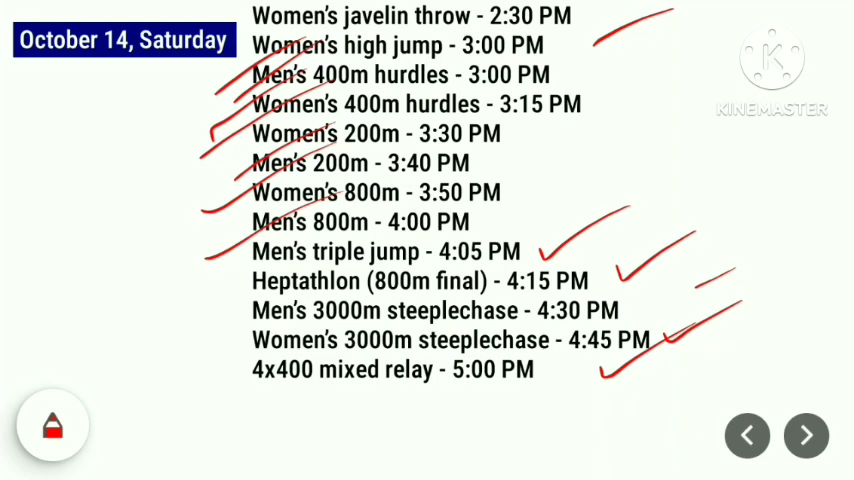 Women's javelin throw - 2:30 PM
October 14, Saturday
Women's high jump - 3:00 PM
Men's 400m hurdles - 3:00 PM
Women's 400m hurdles - 3:15 PM
Women's 200m - 3:30 PM
Men's 200m - 3:40 PM
Women's 800m - 3:50 PM
Men's 800m - 4:00 PM
Men's triple jump - 4:05 PM
Heptathlon (800m final) - 4:15 PM
Men's 3000m steeplechase - 4:30 PM
Women's 3000m steeplechase - 4:45 PM
4x400 mixed relay - 5:00 PM
K
KINEMASTER